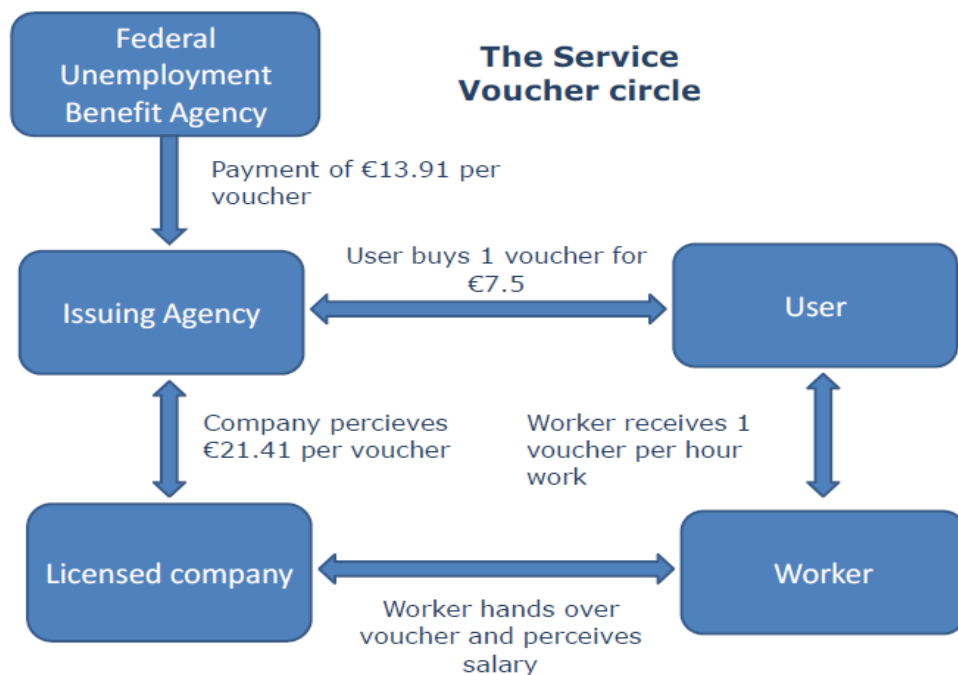 Federal
Unemployment
Benefit Agency
The Service
Voucher circle
Payment of €13.91 per
voucher
User buys 1 voucher for
€7.5
Issuing Agency
User
Company percieves
€21.41 per voucher
Worker receives 1
voucher per hour
work
Licensed company
Worker
Worker hands over
voucher and perceives
salary